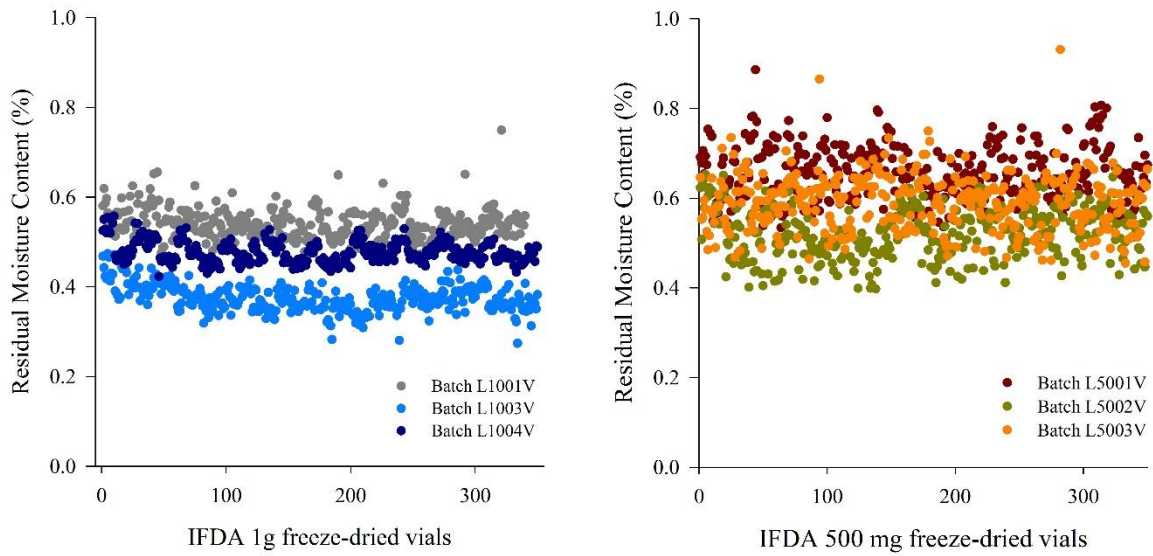 Residual Moisture Content (%)
1.0
0.8
0.6
0.4
0.2
0.0
0
100
200
300
Batch L1001V
Batch L1003V
Batch L1004V
IFDA 1g freeze-dried vials
Residual Moisture Content (%)
1.0
0.8
0.6
0.4
0.2
0.0
0
100
200
300
Batch L5001V
Batch L5002V
Batch L5003V
IFDA 500 mg freeze-dried vials